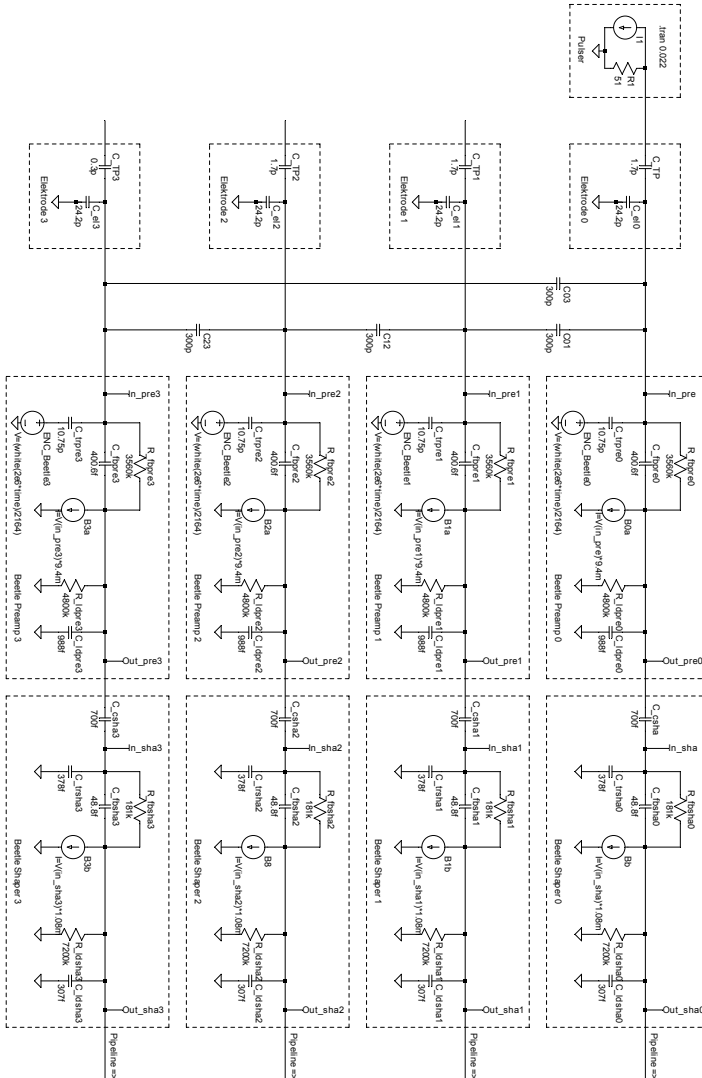 .tran 0.022
I1
R1
51
Pulser
C_TP
1.7p
C_el0
24.2p
Elektrode 0
In_pre
R_fbpre0
3560k
C_fbpre0
400.6f
C_trpre0
10.75p
ENC_Beetle0
V=(white(2e6*time)/2164)
B0a
I=V(in_pre)*9.4m
R_ldpre0
4800k
C_ldpre0
988f
Out_pre0
Beetle Preamp 0
C_csha
700f
In_sha
R_fbsha0
181k
C_fbsha0
48.8f
C_trsha0
378f
Bb
I=V(in_sha)*1.08m
R_ldsha0
7200k
C_ldsha0
307f
Out_sha0
Beetle Shaper 0
Pipeline =>
C03
300p
C01
300p
C_TP1
1.7p
C_el1
24.2p
Elektrode 1
In_pre1
R_fbpre1
3560k
C_fbpre1
400.6f
C_trpre1
10.75p
ENC_Beetle1
V=(white(2e6*time)/2164)
B1a
I=V(in_pre1)*9.4m
R_ldpre1
4800k
C_ldpre1
988f
Out_pre1
Beetle Preamp 1
C_csha1
700f
In_sha1
R_fbsha1
181k
C_fbsha1
48.8f
C_trsha1
378f
B1b
I=V(in_sha1)*1.08m
R_ldsha1
7200k
C_ldsha1
307f
Out_sha1
Beetle Shaper 1
Pipeline =>
C12
300p
C_TP2
1.7p
C_el2
24.2p
Elektrode 2
In_pre2
R_fbpre2
3560k
C_fbpre2
400.6f
C_trpre2
10.75p
ENC_Beetle2
V=(white(2e6*time)/2164)
B2a
I=V(in_pre2)*9.4m
R_ldpre2
4800k
C_ldpre2
988f
Out_pre2
Beetle Preamp 2
C_csha2
700f
In_sha2
R_fbsha2
181k
C_fbsha2
48.8f
C_trsha2
378f
B8
I=V(in_sha2)*1.08m
R_ldsha2
7200k
C_ldsha2
307f
Out_sha2
Beetle Shaper 2
Pipeline =>
C23
300p
C_TP3
0.3p
C_el3
24.2p
Elektrode 3
In_pre3
R_fbpre3
3560k
C_fbpre3
400.6f
C_trpre3
10.75p
ENC_Beetle3
V=(white(2e6*time)/2164)
B3a
I=V(in_pre3)*9.4m
R_ldpre3
4800k
C_ldpre3
988f
Out_pre3
Beetle Preamp 3
C_csha3
700f
In_sha3
R_fbsha3
181k
C_fbsha3
48.8f
C_trsha3
378f
B3b
I=V(in_sha3)*1.08m
R_ldsha3
7200k
C_ldsha3
307f
Out_sha3
Beetle Shaper 3
Pipeline =>